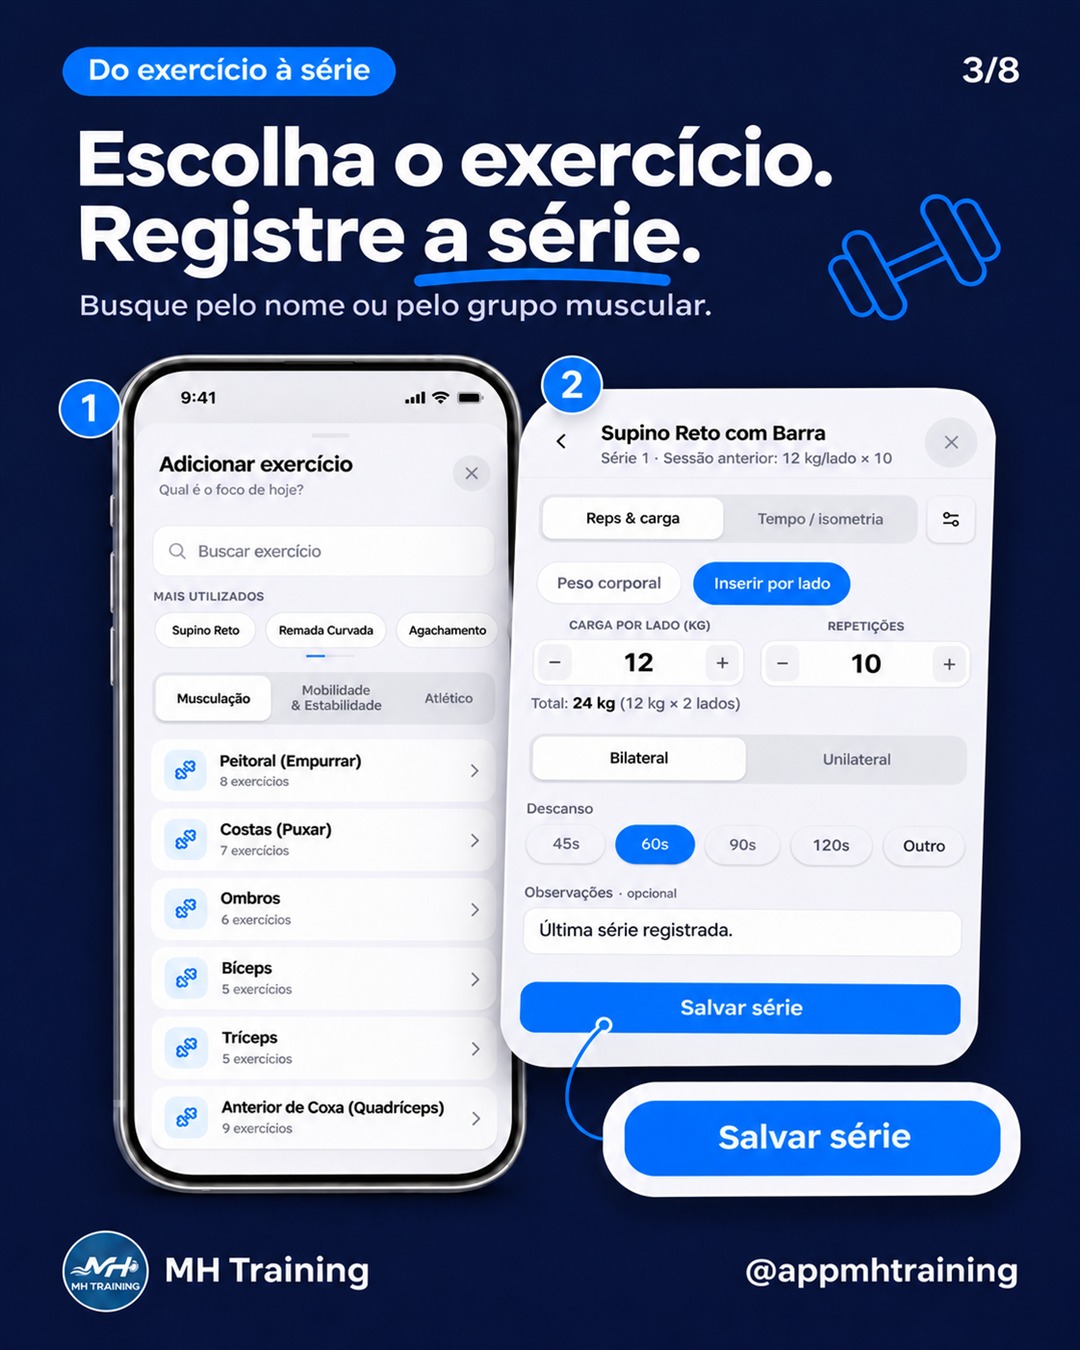 Do exercício à série
3/8
Escolha o exercício.
Registre a série.
Busque pelo nome ou pelo grupo muscular.
1
9:41
Adicionar exercício
Qual é o foco de hoje?
Buscar exercício
MAIS UTILIZADOS
Supino Reto
Remada Curvada
Agachamento
Musculação
Mobilidade
& Estabilidade
Atlético
Peitoral (Empurrar)
8 exercícios
Costas (Puxar)
7 exercícios
Ombros
6 exercícios
Bíceps
5 exercícios
Tríceps
5 exercícios
Anterior de Coxa (Quadríceps)
9 exercícios
2
Supino Reto com Barra
Série 1 · Sessão anterior: 12 kg/lado × 10
Reps & carga
Tempo / isometria
Peso corporal
Inserir por lado
CARGA POR LADO (KG)
REPETIÇÕES
− 12 +
− 10 +
Total: 24 kg (12 kg × 2 lados)
Bilateral
Unilateral
Descanso
45s
60s
90s
120s
Outro
Observações · opcional
Última série registrada.
Salvar série
Salvar série
MH
MH TRAINING
MH Training
@appmhtraining